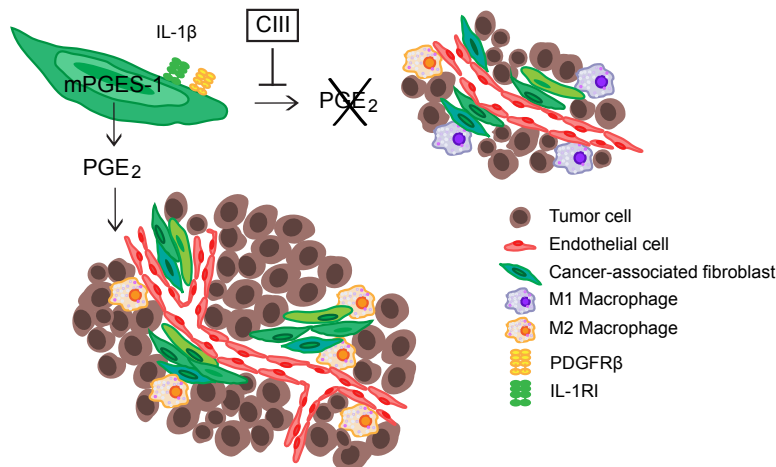 IL-1β
CIII
mPGES-1
PGE2
PGE2
Tumor cell
Endothelial cell
Cancer-associated fibroblast
M1 Macrophage
M2 Macrophage
PDGFRβ
IL-1RI